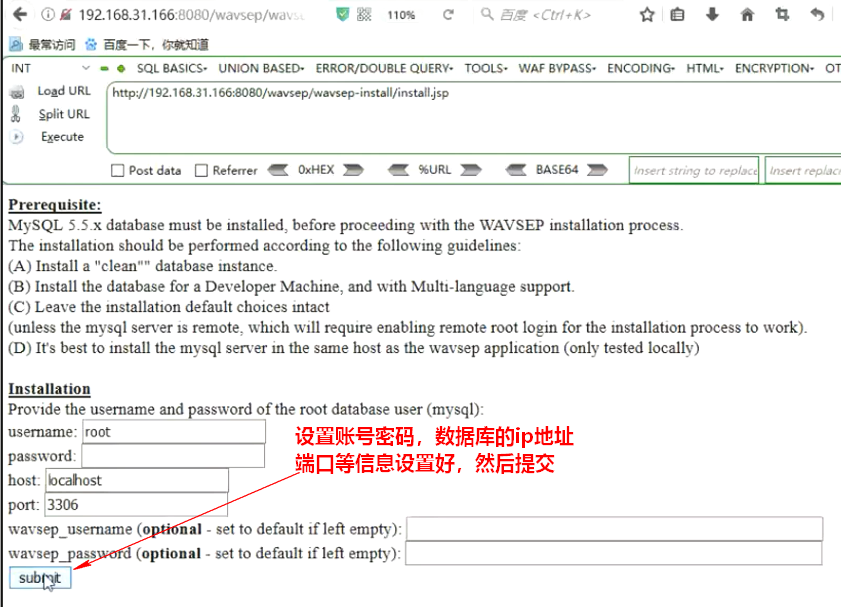 192.168.31.166:8080/wavsep/wavs
110%
百度 <Ctrl+K>
最常访问 百度一下，你就知道
INT SQL BASICS UNION BASED ERROR/DOUBLE QUERY TOOLS WAF BYPASS ENCODING HTML ENCRYPTION OT
Load URL
http://192.168.31.166:8080/wavsep/wavsep-install/install.jsp
Split URL
Execute
Post data Referrer 0xHEX %URL BASE64 Insert string to replace Insert replac
Prerequisite:
MySQL 5.5.x database must be installed, before proceeding with the WAVSEP installation process.
The installation should be performed according to the following guidelines:
(A) Install a "clean"" database instance.
(B) Install the database for a Developer Machine, and with Multi-language support.
(C) Leave the installation default choices intact
(unless the mysql server is remote, which will require enabling remote root login for the installation process to work).
(D) It's best to install the mysql server in the same host as the wavsep application (only tested locally)
Installation
Provide the username and password of the root database user (mysql):
username: root
password:
设置账号密码，数据库的ip地址
端口等信息设置好，然后提交
host: localhost
port: 3306
wavsep_username (optional - set to default if left empty):
wavsep_password (optional - set to default if left empty):
submit